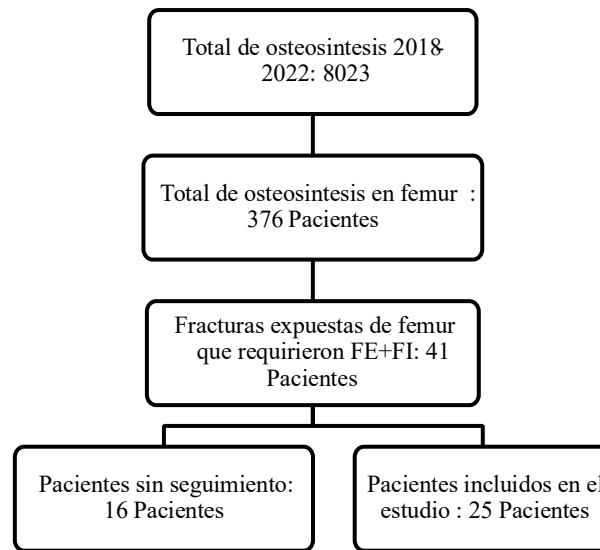 Total de osteosintesis 2018-
2022: 8023
Total de osteosintesis en femur :
376 Pacientes
Fracturas expuestas de femur
que requirieron FE+FI: 41
Pacientes
Pacientes sin seguimiento:
16 Pacientes
Pacientes incluidos en el
estudio : 25 Pacientes